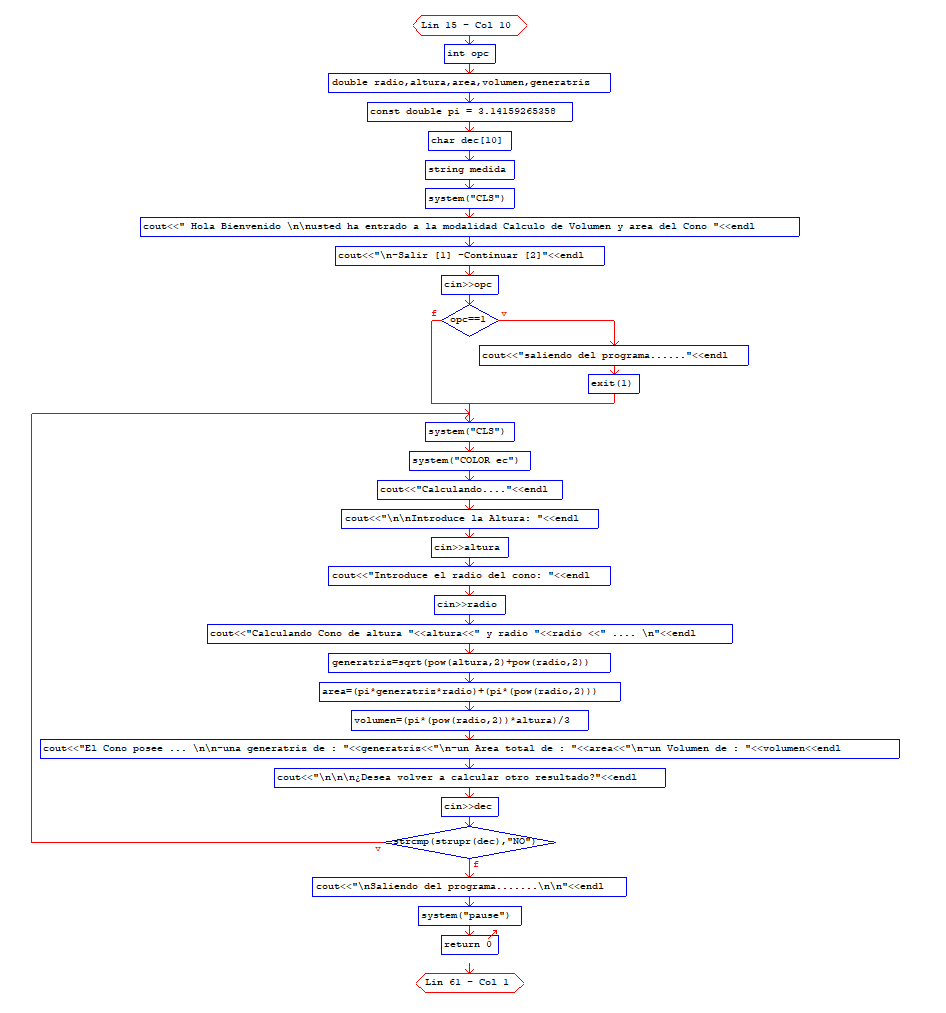 Lin 15 - Col 10
int opc
double radio,altura,area,volumen,generatris
const double pi = 3.14159265358
char dec[10]
string medida
system("CLS")
cout<<" Hola Bienvenido \n\nusted ha entrado a la modalidad Calculo de Volumen y area del Cono "<<endl
cout<<"\n-Salir [1] -Continuar [2]"<<endl
cin>>opc
f
opc==1
v
cout<<"saliendo del programa......"<<endl
exit(1)
system("CLS")
system("COLOR ec")
cout<<"Calculando...."<<endl
cout<<"\n\nIntroduce la Altura: "<<endl
cin>>altura
cout<<"Introduce el radio del cono: "<<endl
cin>>radio
cout<<"Calculando Cono de altura "<<altura<<" y radio "<<radio <<" .... \n"<<endl
generatris=sqrt(pow(altura,2)+pow(radio,2))
area=(pi*generatris*radio)+(pi*(pow(radio,2)))
volumen=(pi*(pow(radio,2))*altura)/3
cout<<"El Cono posee ... \n\n-una generatris de : "<<generatris<<"\n-un Area total de : "<<area<<"\n-un Volumen de : "<<volumen<<endl
cout<<"\n\n\n¿Desea volver a calcular otro resultado?"<<endl
cin>>dec
strcmp(strupr(dec),"NO")
v
f
cout<<"\nSaliendo del programa.......\n\n"<<endl
system("pause")
return 0
Lin 61 - Col 1